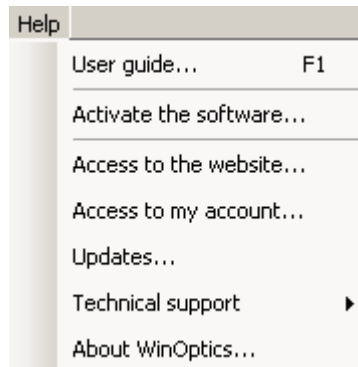 Help
User guide... F1
Activate the software...
Access to the website...
Access to my account...
Updates...
Technical support
About WinOptics...